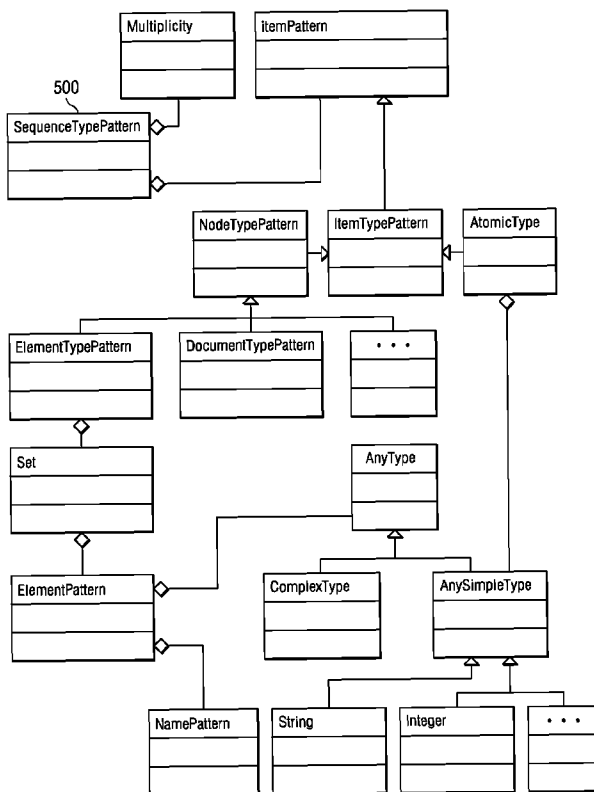 Multiplicity
itemPattern
500
SequenceTypePattern
NodeTypePattern
ItemTypePattern
AtomicType
ElementTypePattern
DocumentTypePattern
• • •
Set
AnyType
ElementPattern
ComplexType
AnySimpleType
NamePattern
String
Integer
• • •